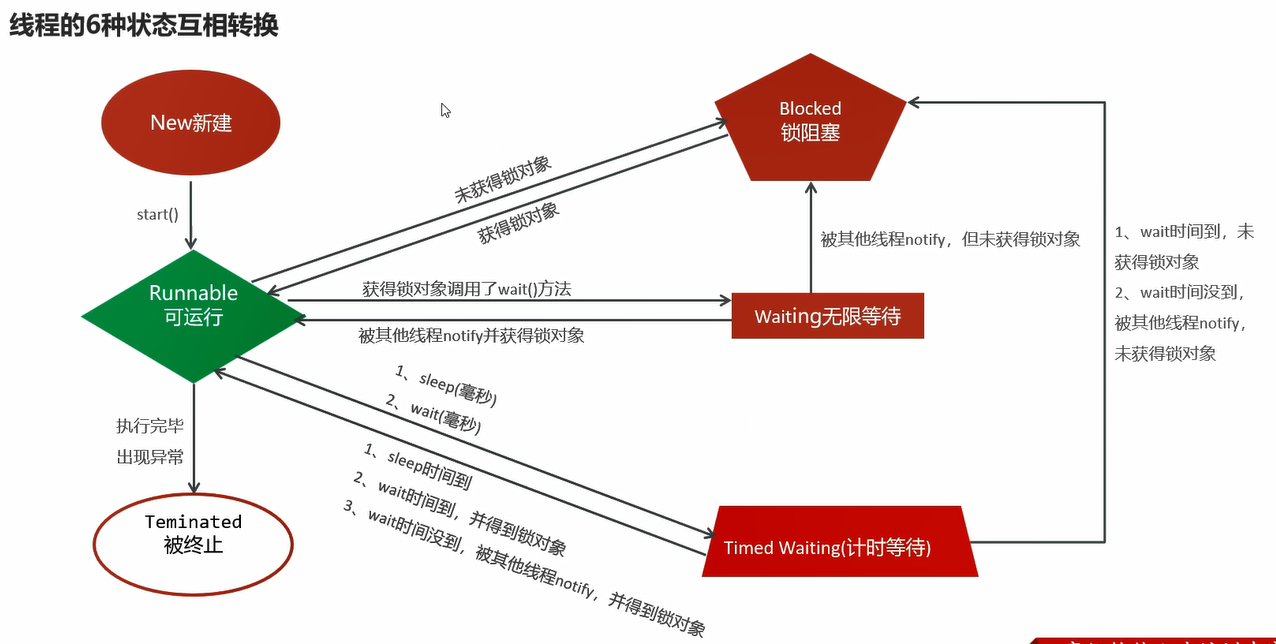 线程的6种状态互相转换
New新建
start()
Runnable
可运行
执行完毕
出现异常
Teminated
被终止
未获得锁对象
获得锁对象
获得锁对象调用了wait()方法
被其他线程notify并获得锁对象
1、sleep(毫秒)
2、wait(毫秒)
1、sleep时间到
2、wait时间到，并得到锁对象
3、wait时间没到，被其他线程notify，并得到锁对象
Blocked
锁阻塞
被其他线程notify，但未获得锁对象
Waiting无限等待
Timed Waiting(计时等待)
1、wait时间到，未
获得锁对象
2、wait时间没到，
被其他线程notify，
未获得锁对象